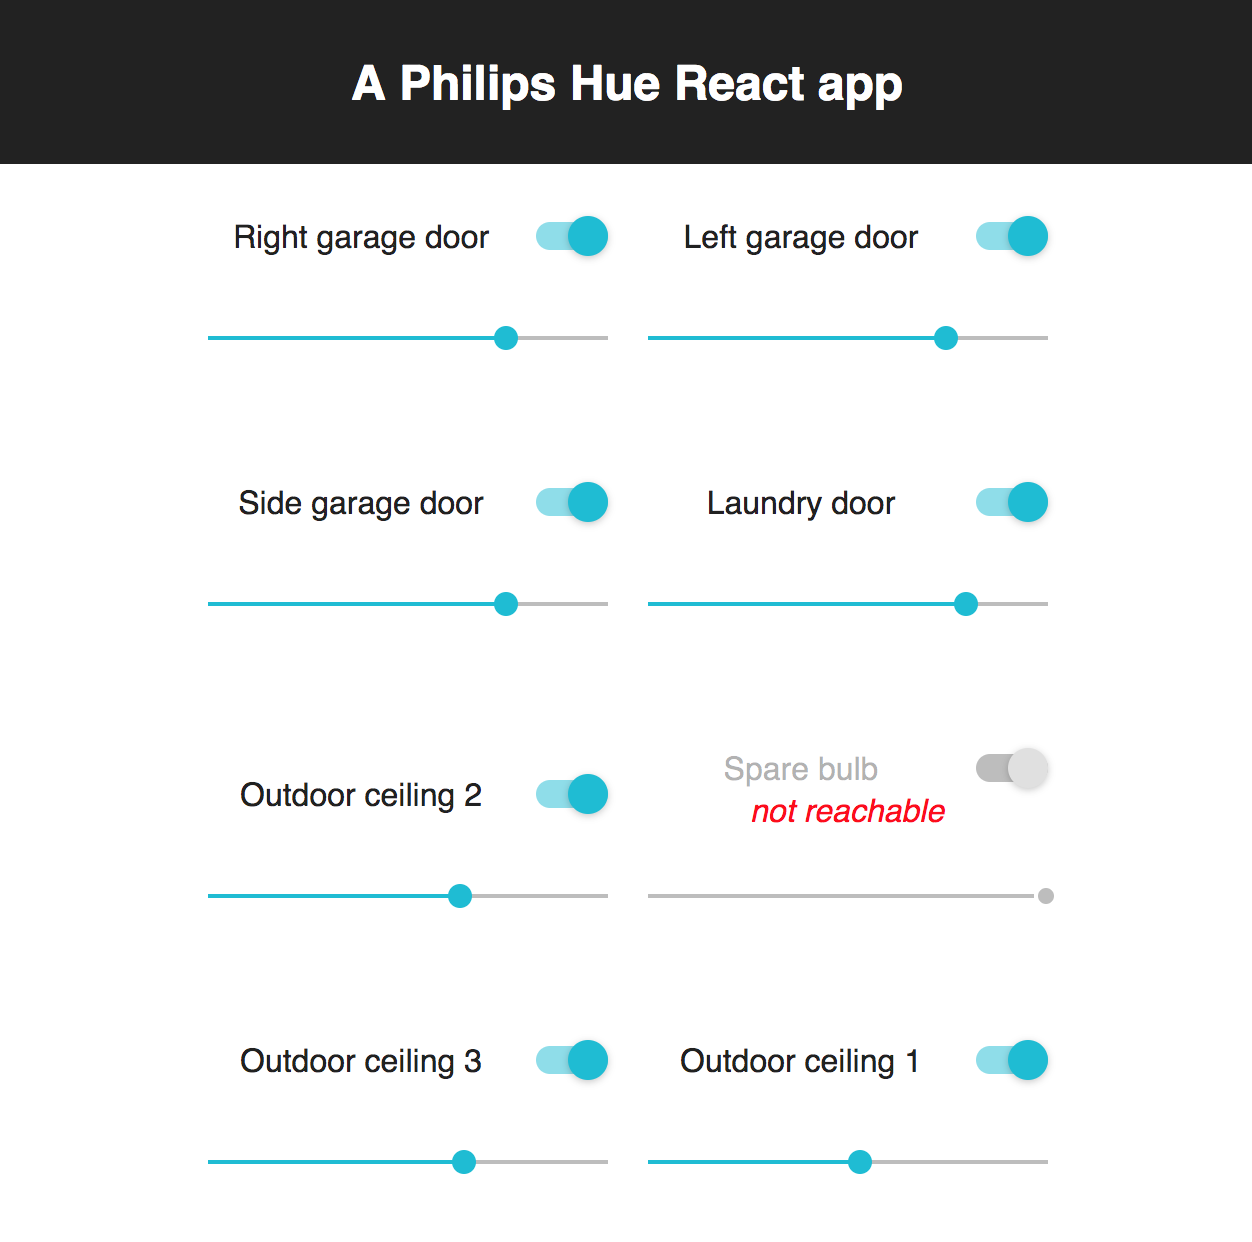 A Philips Hue React app
Right garage door
Left garage door
Side garage door
Laundry door
Outdoor ceiling 2
Spare bulb
not reachable
Outdoor ceiling 3
Outdoor ceiling 1